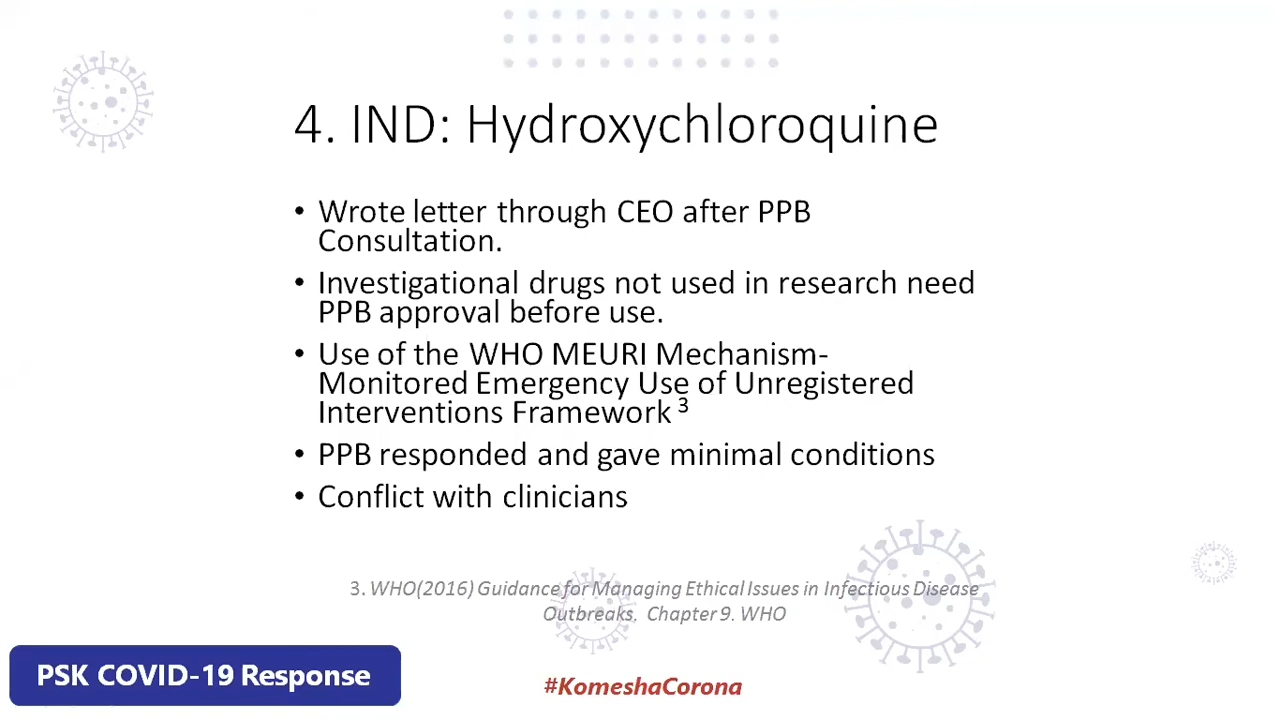 4. IND: Hydroxychloroquine
• Wrote letter through CEO after PPB
Consultation.
• Investigational drugs not used in research need
PPB approval before use.
• Use of the WHO MEURI Mechanism-
Monitored Emergency Use of Unregistered
Interventions Framework 3
• PPB responded and gave minimal conditions
• Conflict with clinicians
3. WHO(2016) Guidance for Managing Ethical Issues in Infectious Disease
Outbreaks. Chapter 9. WHO
PSK COVID-19 Response
#KomeshaCorona